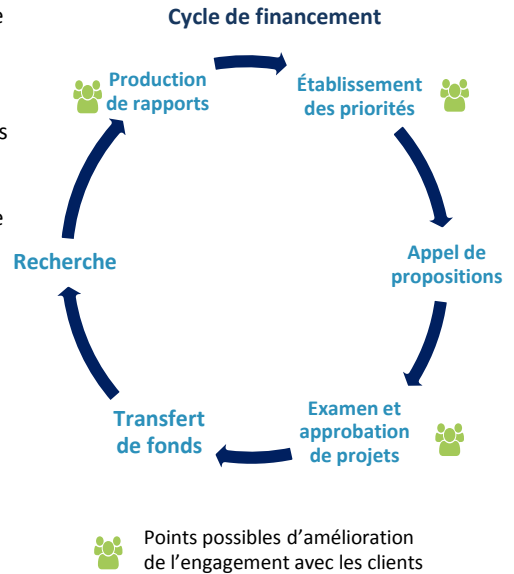 e
Cycle de financement
Production
de rapports
Établissement
des priorités
s
e
Recherche
Appel de
propositions
Transfert
de fonds
Examen et
approbation
de projets
Points possibles d’amélioration
de l’engagement avec les clients